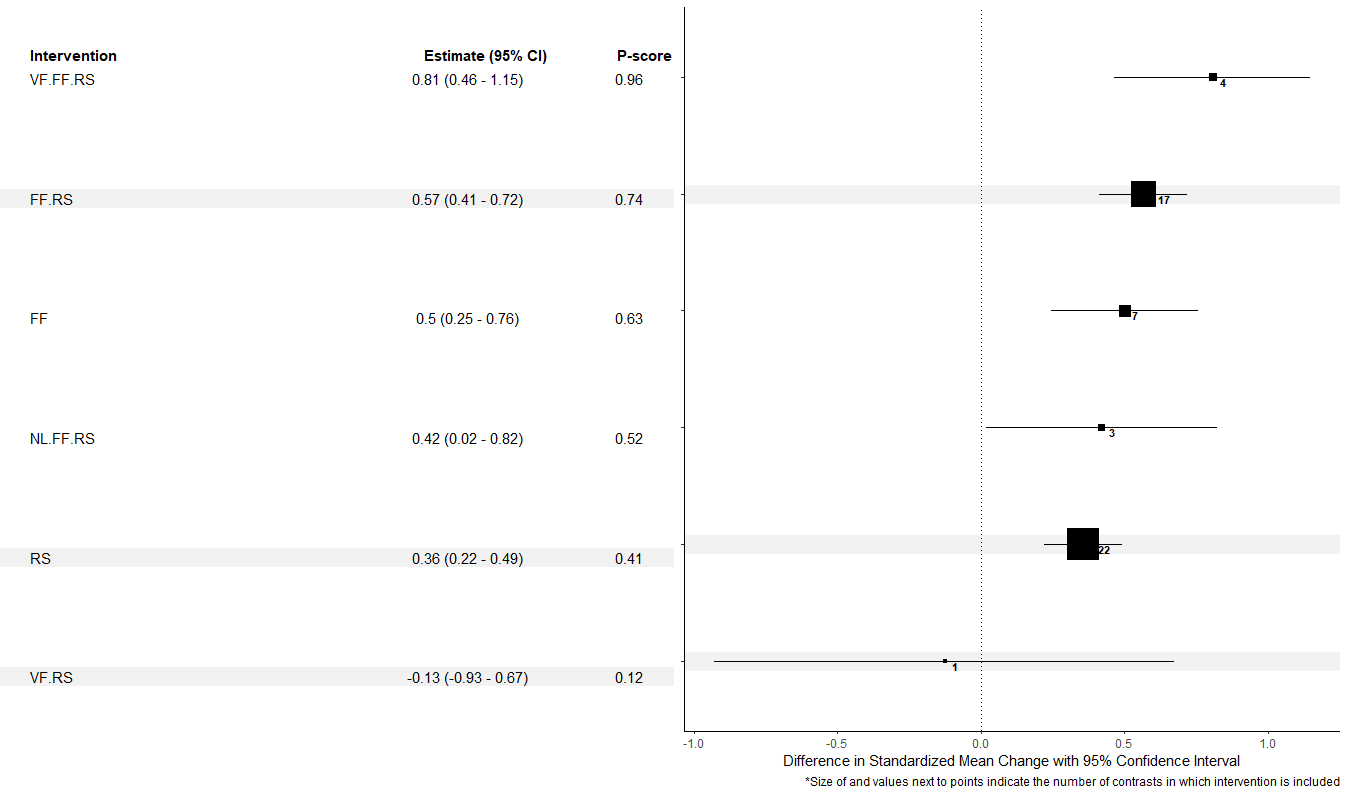 Intervention Estimate (95% CI) P-score
VF.FF.RS 0.81 (0.46 - 1.15) 0.96
4
FF.RS 0.57 (0.41 - 0.72) 0.74
17
FF 0.5 (0.25 - 0.76) 0.63
7
NL.FF.RS 0.42 (0.02 - 0.82) 0.52
3
RS 0.36 (0.22 - 0.49) 0.41
22
VF.RS -0.13 (-0.93 - 0.67) 0.12
1
-1.0 -0.5 0.0 0.5 1.0
Difference in Standardized Mean Change with 95% Confidence Interval
*Size of and values next to points indicate the number of contrasts in which intervention is included